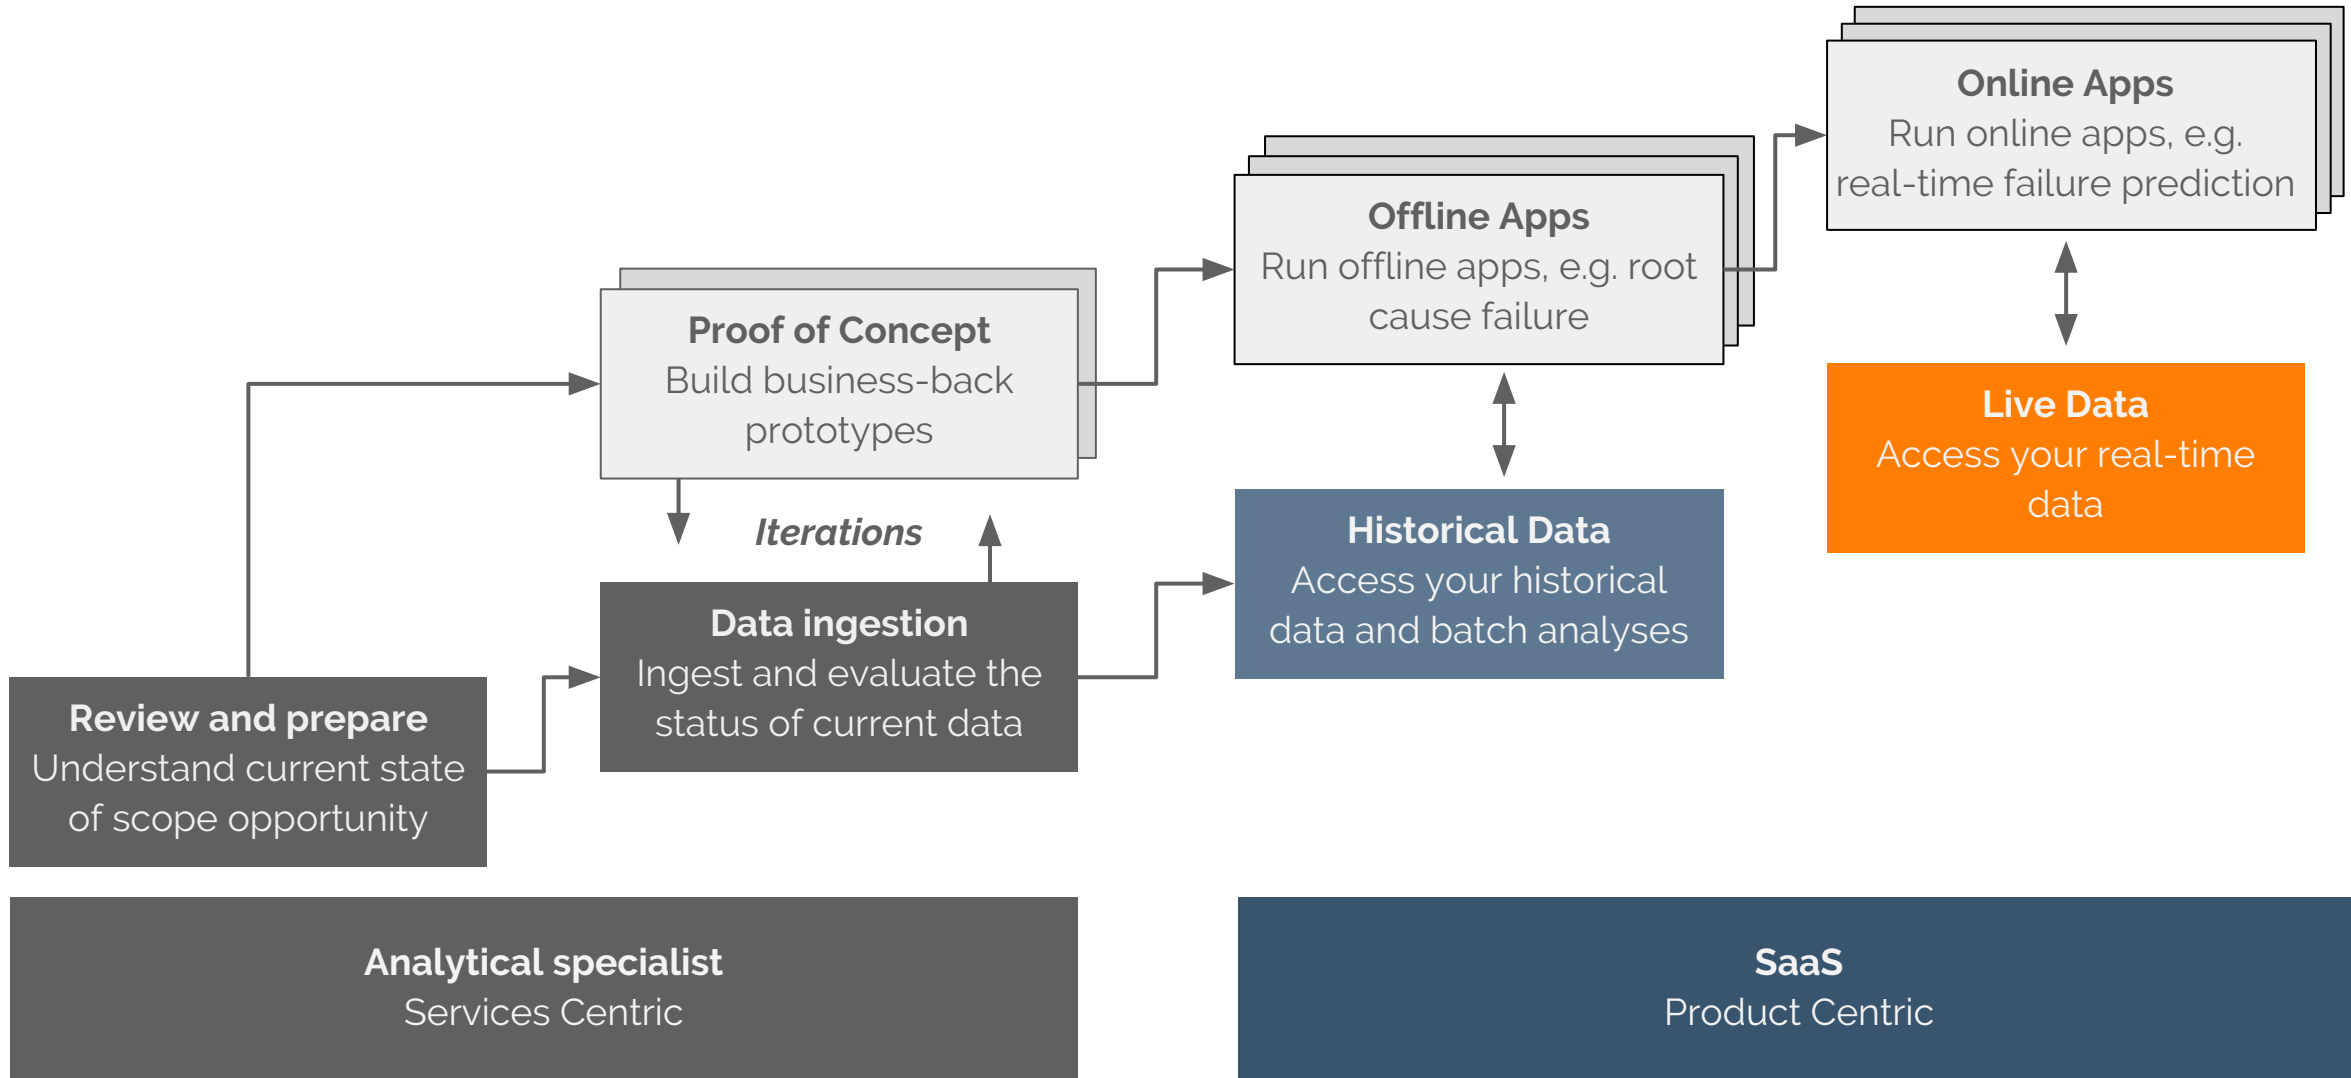 Online Apps
Run online apps, e.g.
real-time failure prediction
Offline Apps
Run offline apps, e.g. root
cause failure
Proof of Concept
Build business-back
prototypes
Live Data
Access your real-time
data
Iterations
Historical Data
Access your historical
data and batch analyses
Data ingestion
Ingest and evaluate the
status of current data
Review and prepare
Understand current state
of scope opportunity
Analytical specialist
Services Centric
SaaS
Product Centric